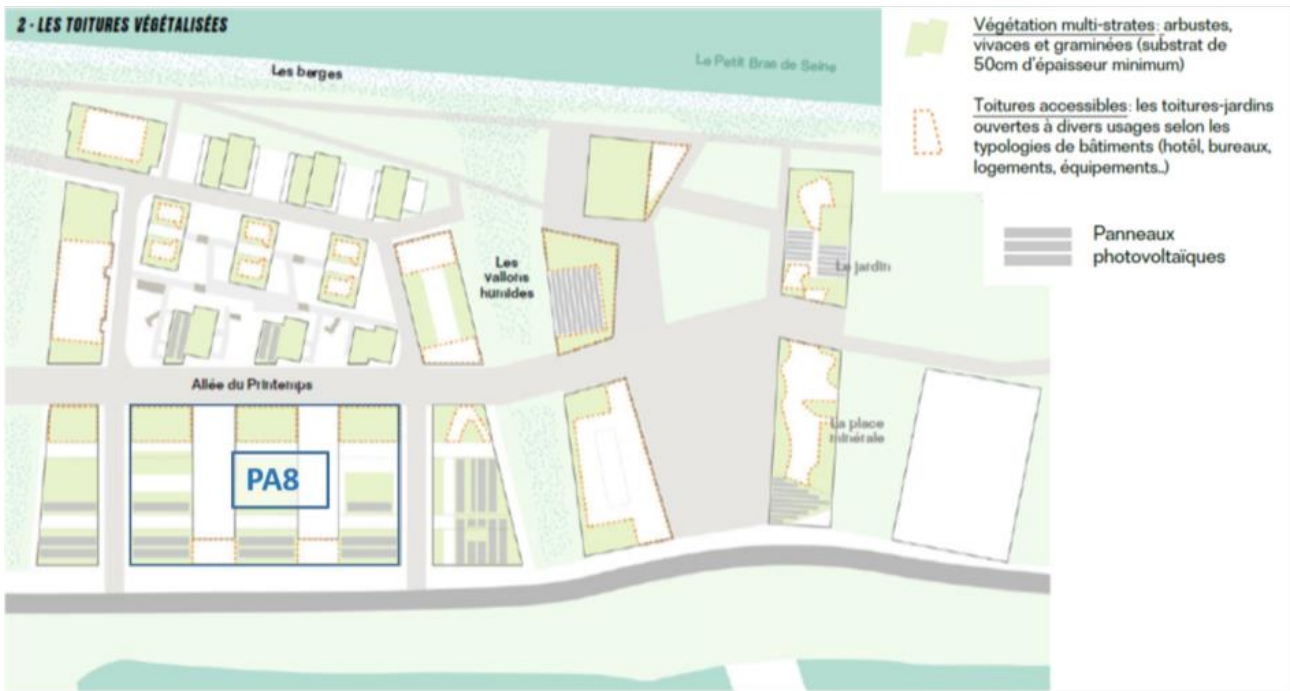 2 - LES TOITURES VÉGÉTALISÉES
Les berges
Le Petit Bras de Seine
Végétation multi-strates: arbustes,
vivaces et graminées (substrat de
50cm d'épaisseur minimum)
Toitures accessibles: les toitures-jardins
ouvertes à divers usages selon les
typologies de bâtiments (hotêl, bureaux,
logements, équipements..)
Panneaux
photovoltaïques
Les
vallons
humides
Le jardin
Allée du Printemps
La place
minérale
PA8